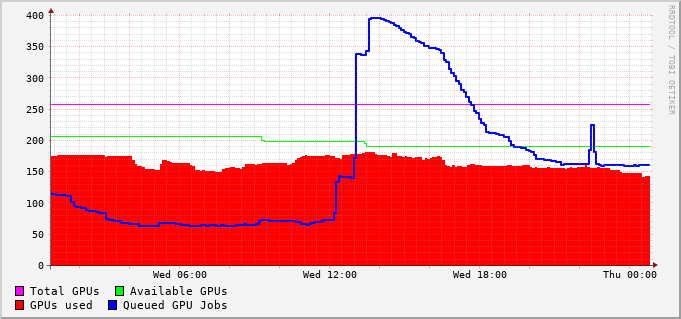 RRDTOOL / TOBI OETIKER
400
350
300
250
200
150
100
50
0
Wed 06:00 Wed 12:00 Wed 18:00 Thu 00:00
Total GPUs Available GPUs
GPUs used Queued GPU Jobs